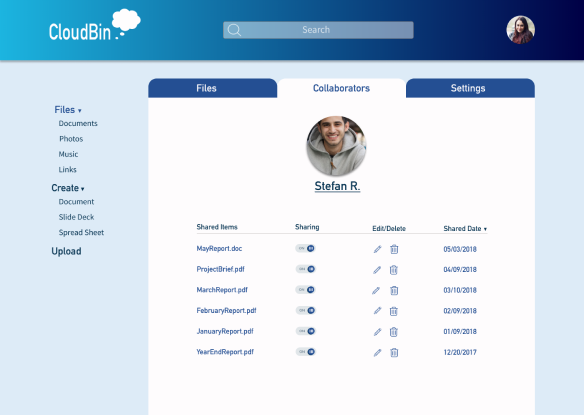 CloudBin
Search
Files
Collaborators
Settings
Files
Documents
Photos
Music
Links
Create
Document
Slide Deck
Spread Sheet
Upload
Stefan R.
Shared Items Sharing Edit/Delete Shared Date
MayReport.doc 05/03/2018
ProjectBrief.pdf 04/09/2018
MarchReport.pdf 03/10/2018
FebruaryReport.pdf 02/09/2018
JanuaryReport.pdf 01/09/2018
YearEndReport.pdf 12/20/2017